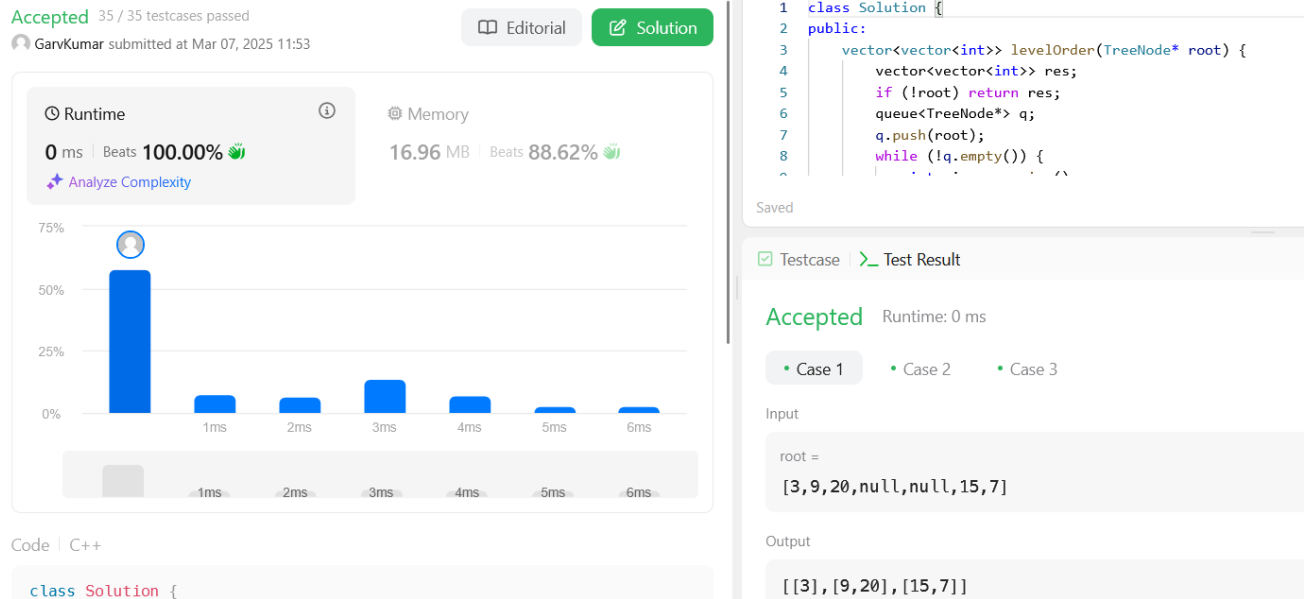 Accepted 35 / 35 testcases passed
GarvKumar submitted at Mar 07, 2025 11:53
Editorial
Solution
Runtime
0 ms Beats 100.00%
Analyze Complexity
Memory
16.96 MB Beats 88.62%
75%
50%
25%
0%
1ms 2ms 3ms 4ms 5ms 6ms
1ms 2ms 3ms 4ms 5ms 6ms
Code C++
class Solution {
1 class Solution {
2 public:
3 vector<vector<int>> levelOrder(TreeNode* root) {
4 vector<vector<int>> res;
5 if (!root) return res;
6 queue<TreeNode*> q;
7 q.push(root);
8 while (!q.empty()) {
Saved
Testcase
Test Result
Accepted Runtime: 0 ms
Case 1 Case 2 Case 3
Input
root =
[3,9,20,null,null,15,7]
Output
[[3],[9,20],[15,7]]